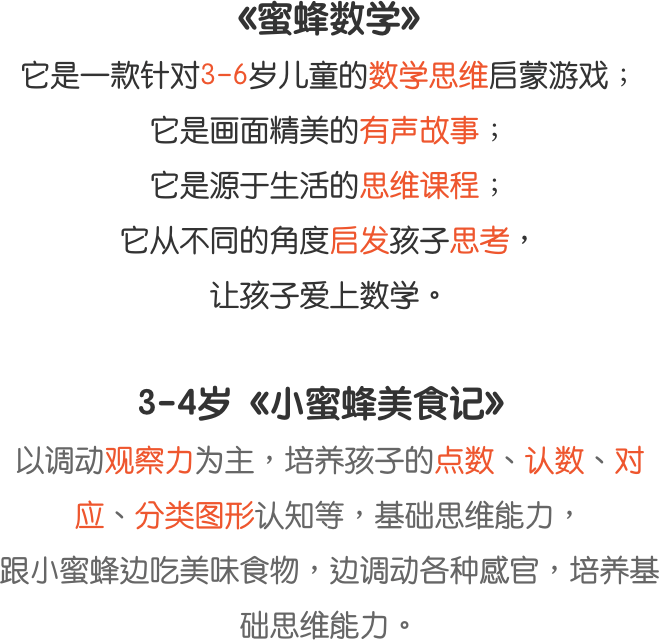 《蜜蜂数学》
它是一款针对3-6岁儿童的数学思维启蒙游戏；
它是画面精美的有声故事；
它是源于生活的思维课程；
它从不同的角度启发孩子思考，
让孩子爱上数学。
3-4岁《小蜜蜂美食记》
以调动观察力为主，培养孩子的点数、认数、对
应、分类图形认知等，基础思维能力，
跟小蜜蜂边吃美味食物，边调动各种感官，培养基
础思维能力。